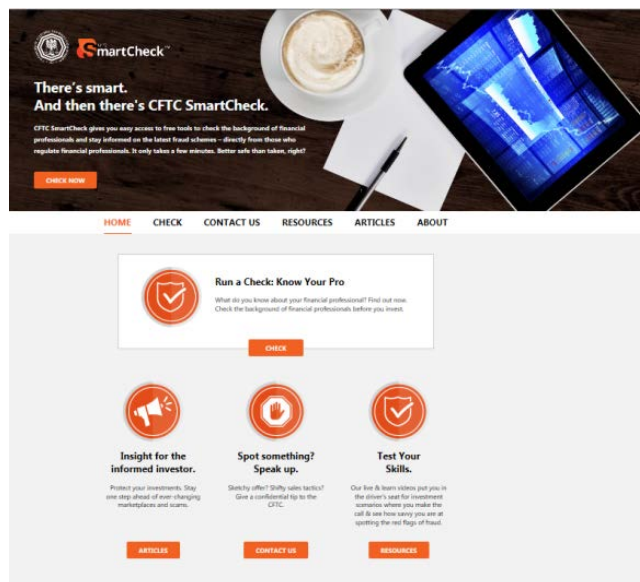 SmartCheck
There's smart.
And then there's CFTC SmartCheck.
CFTC SmartCheck gives you easy access to free tools to check the background of financial
professionals and stay informed on the latest fraud schemes – directly from those who
regulate financial professionals. It only takes a few minutes. Better safe than taken, right?
CHECK NOW
HOME CHECK CONTACT US RESOURCES ARTICLES ABOUT
Run a Check: Know Your Pro
What do you know about your financial professional? Find out now.
Check the background of financial professionals before you invest.
CHECK
Insight for the
informed investor.
Protect your investments. Stay
one step ahead of ever-changing
marketplaces and scams.
ARTICLES
Spot something?
Speak up.
Sketchy offer? Shifty sales tactics?
Give a confidential tip to the
CFTC.
CONTACT US
Test Your
Skills.
Our live & learn videos put you in
the driver's seat for investment
scenarios where you make the
call & see how savvy you are at
spotting the red flags of fraud.
RESOURCES